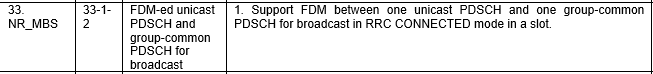 33.
NR_MBS
33-1-
2
FDM-ed unicast
PDSCH and
group-common
PDSCH for
broadcast
1. Support FDM between one unicast PDSCH and one group-common
PDSCH for broadcast in RRC CONNECTED mode in a slot.